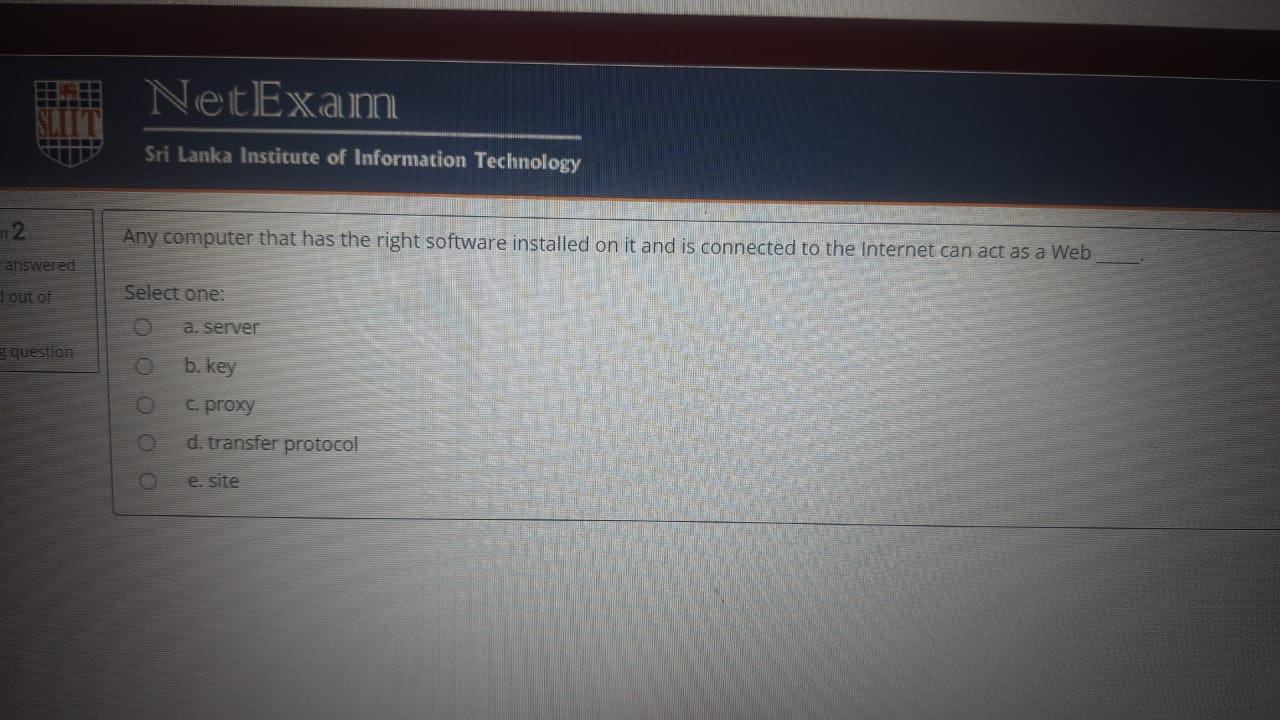 SLIIT
NetExam
Sri Lanka Institute of Information Technology
n 2
answered
d out of
g question
Any computer that has the right software installed on it and is connected to the Internet can act as a Web _____.
Select one:
a. server
b. key
c. proxy
d. transfer protocol
e. site